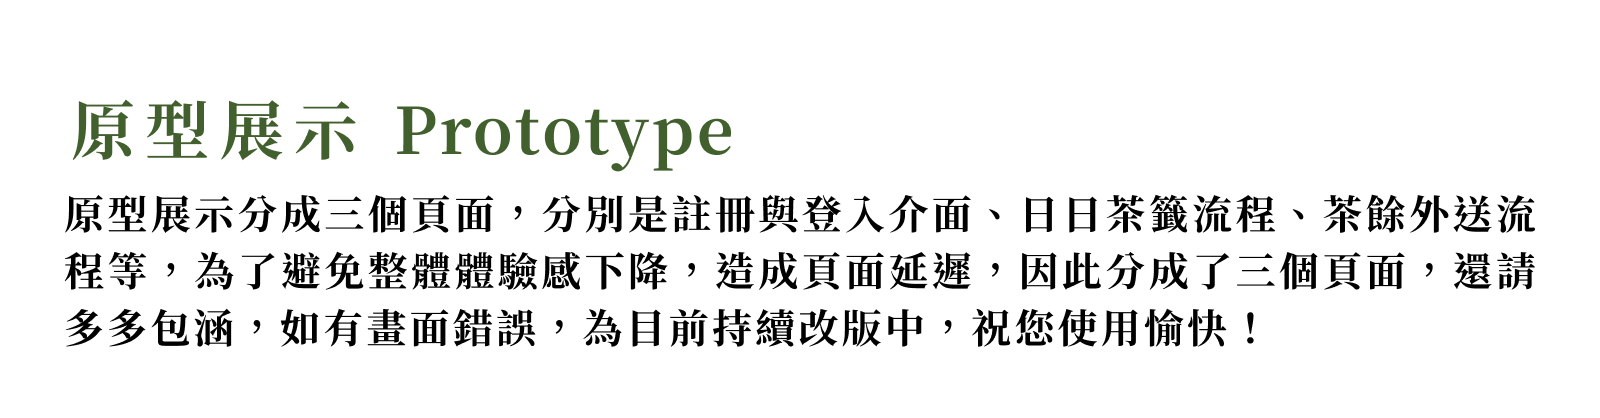 原型展示 Prototype
原型展示分成三個頁面，分別是註冊與登入介面、日日茶籤流程、茶餘外送流
程等，為了避免整體體驗感下降，造成頁面延遲，因此分成了三個頁面，還請
多多包涵，如有畫面錯誤，為目前持續改版中，祝您使用愉快！